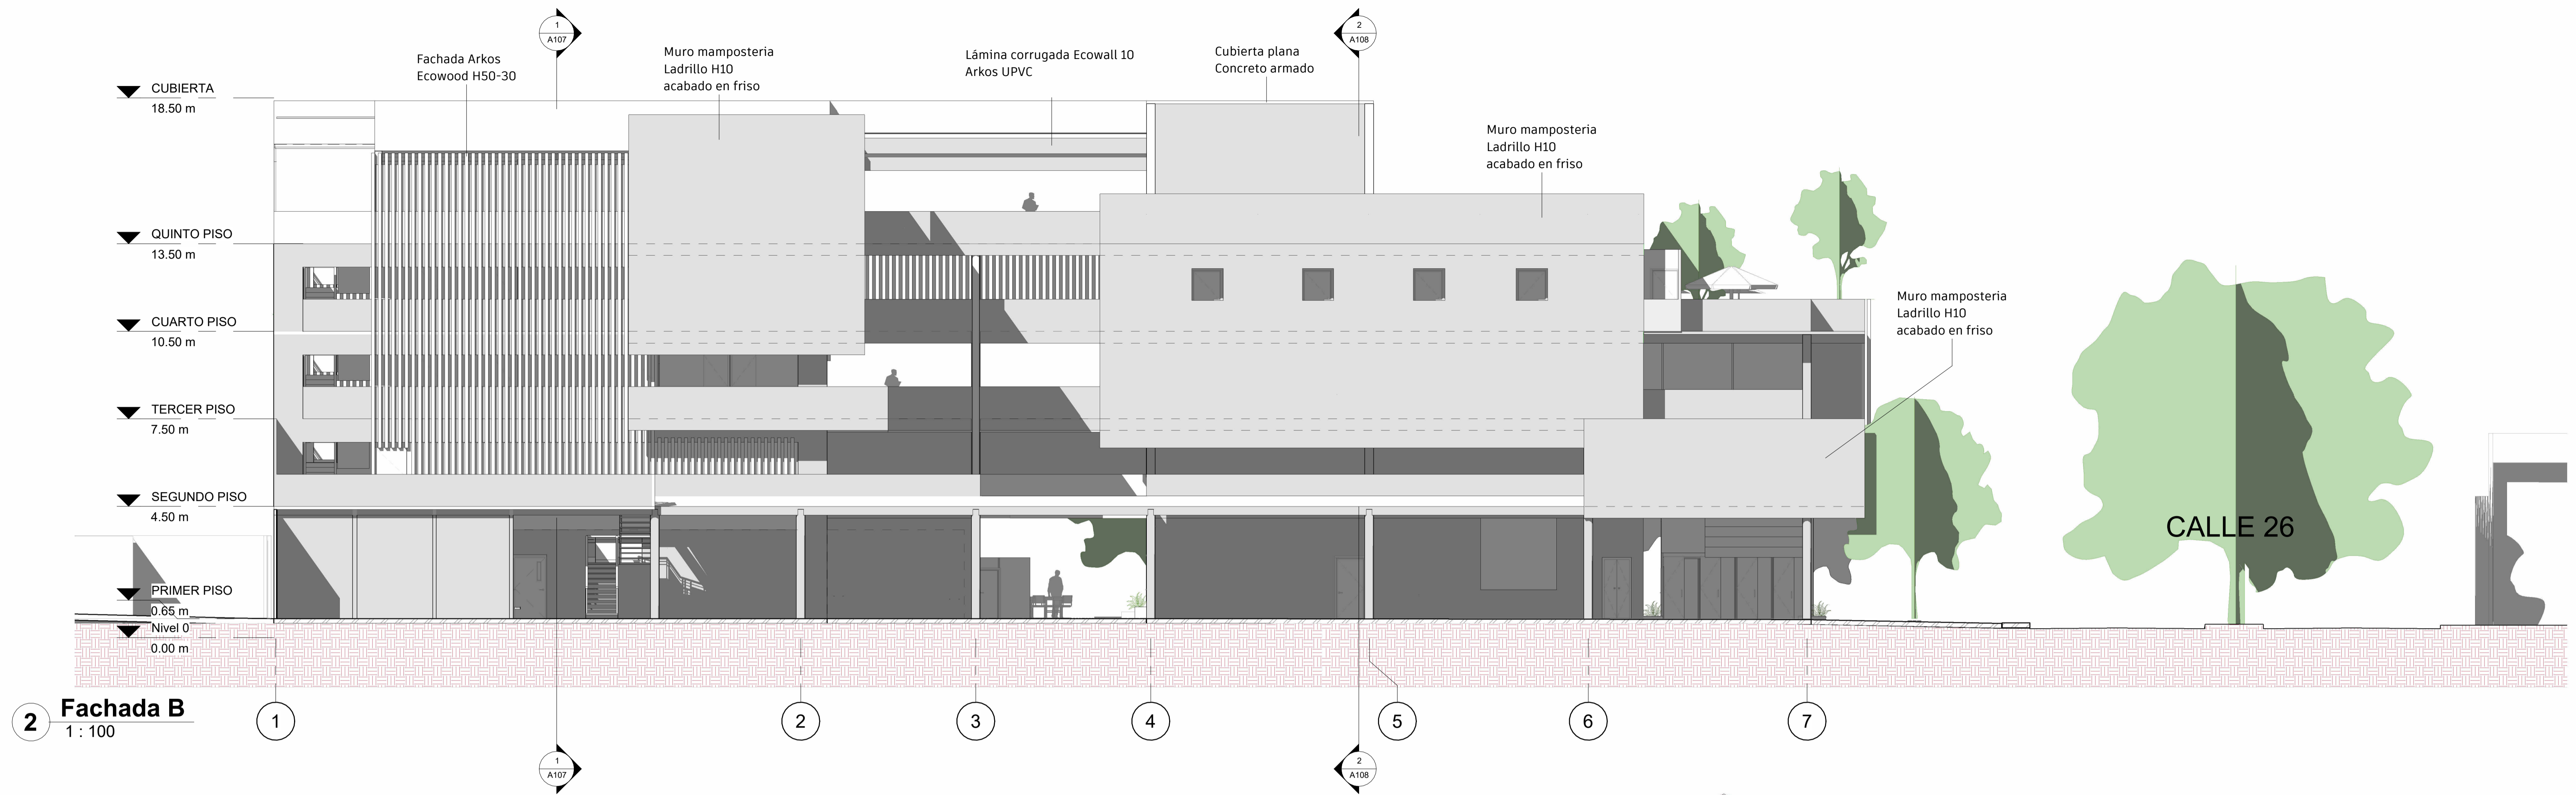 1
A107
2
A108
Fachada Arkos
Ecowood H50-30
Muro mamposteria
Ladrillo H10
acabado en friso
Lámina corrugada Ecowall 10
Arkos UPVC
Cubierta plana
Concreto armado
Muro mamposteria
Ladrillo H10
acabado en friso
Muro mamposteria
Ladrillo H10
acabado en friso
CUBIERTA
18.50 m
QUINTO PISO
13.50 m
CUARTO PISO
10.50 m
TERCER PISO
7.50 m
SEGUNDO PISO
4.50 m
PRIMER PISO
0.65 m
Nivel 0
0.00 m
CALLE 26
2
Fachada B
1 : 100
1
2
3
4
5
6
7
1
A107
2
A108